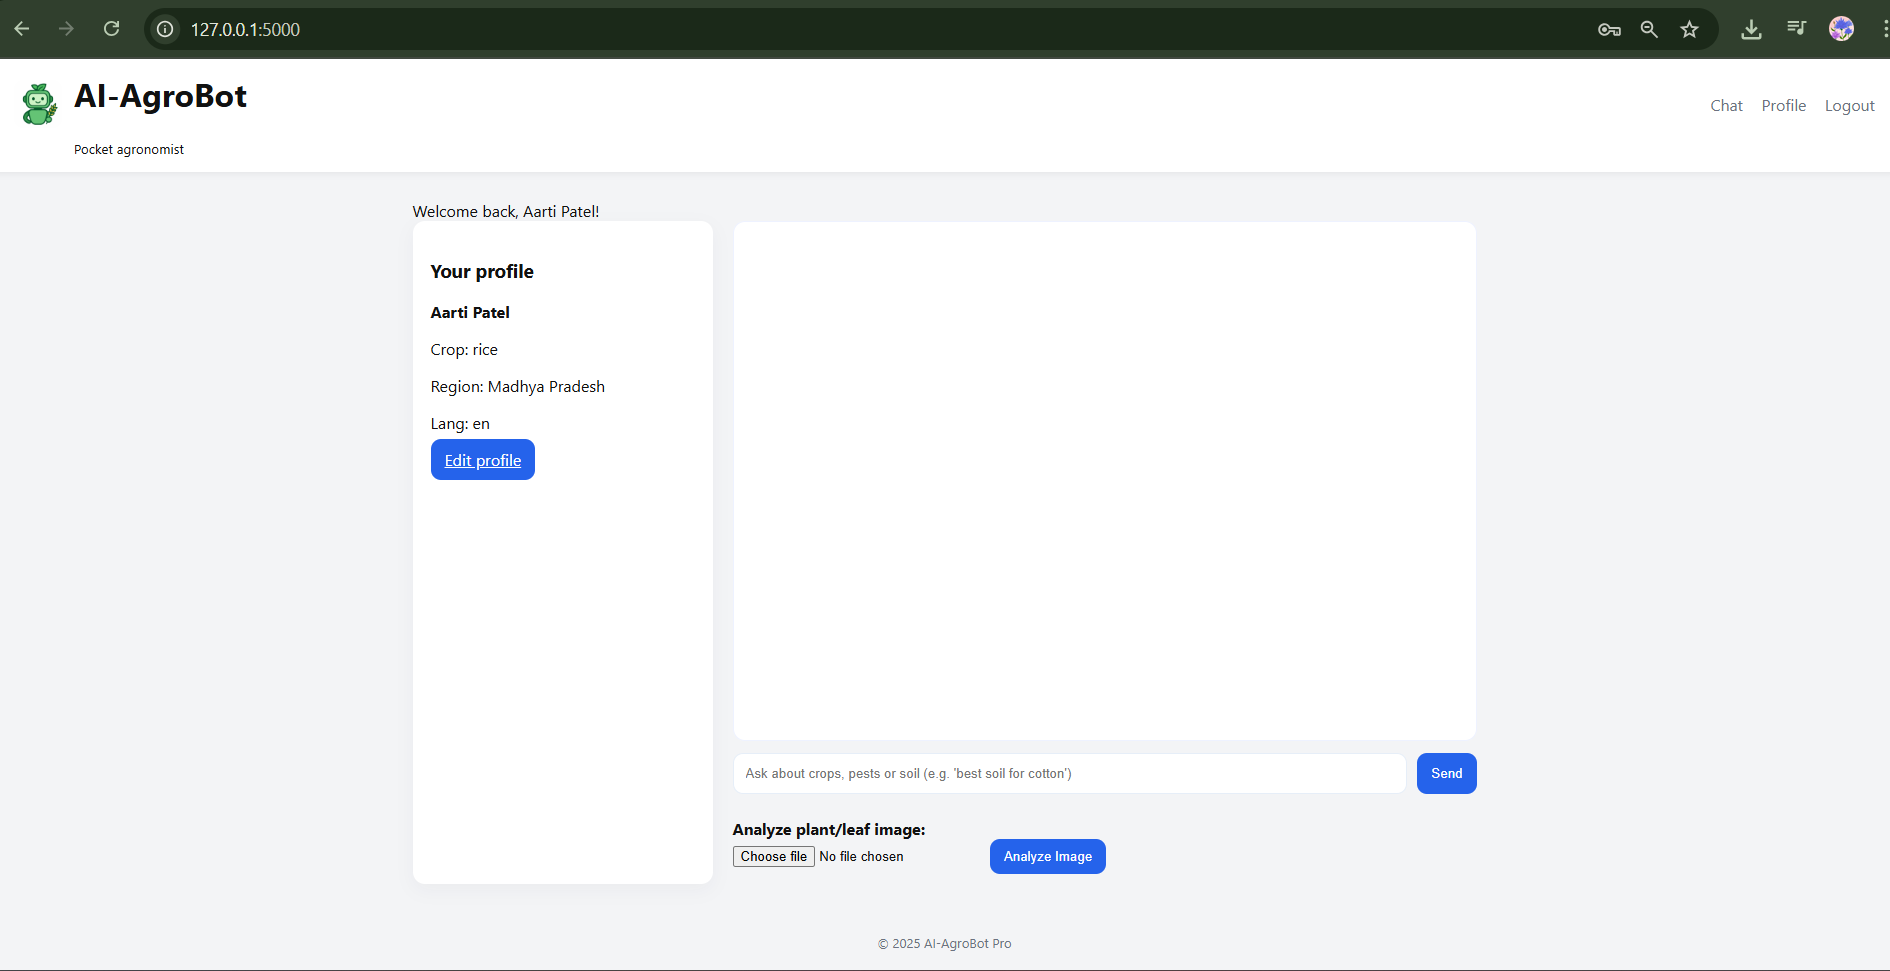 127.0.0.1:5000
AI-AgroBot
Pocket agronomist
Chat Profile Logout
Welcome back, Aarti Patel!
Your profile
Aarti Patel
Crop: rice
Region: Madhya Pradesh
Lang: en
Edit profile
Ask about crops, pests or soil (e.g. 'best soil for cotton')
Send
Analyze plant/leaf image:
Choose file No file chosen
Analyze Image
© 2025 AI-AgroBot Pro